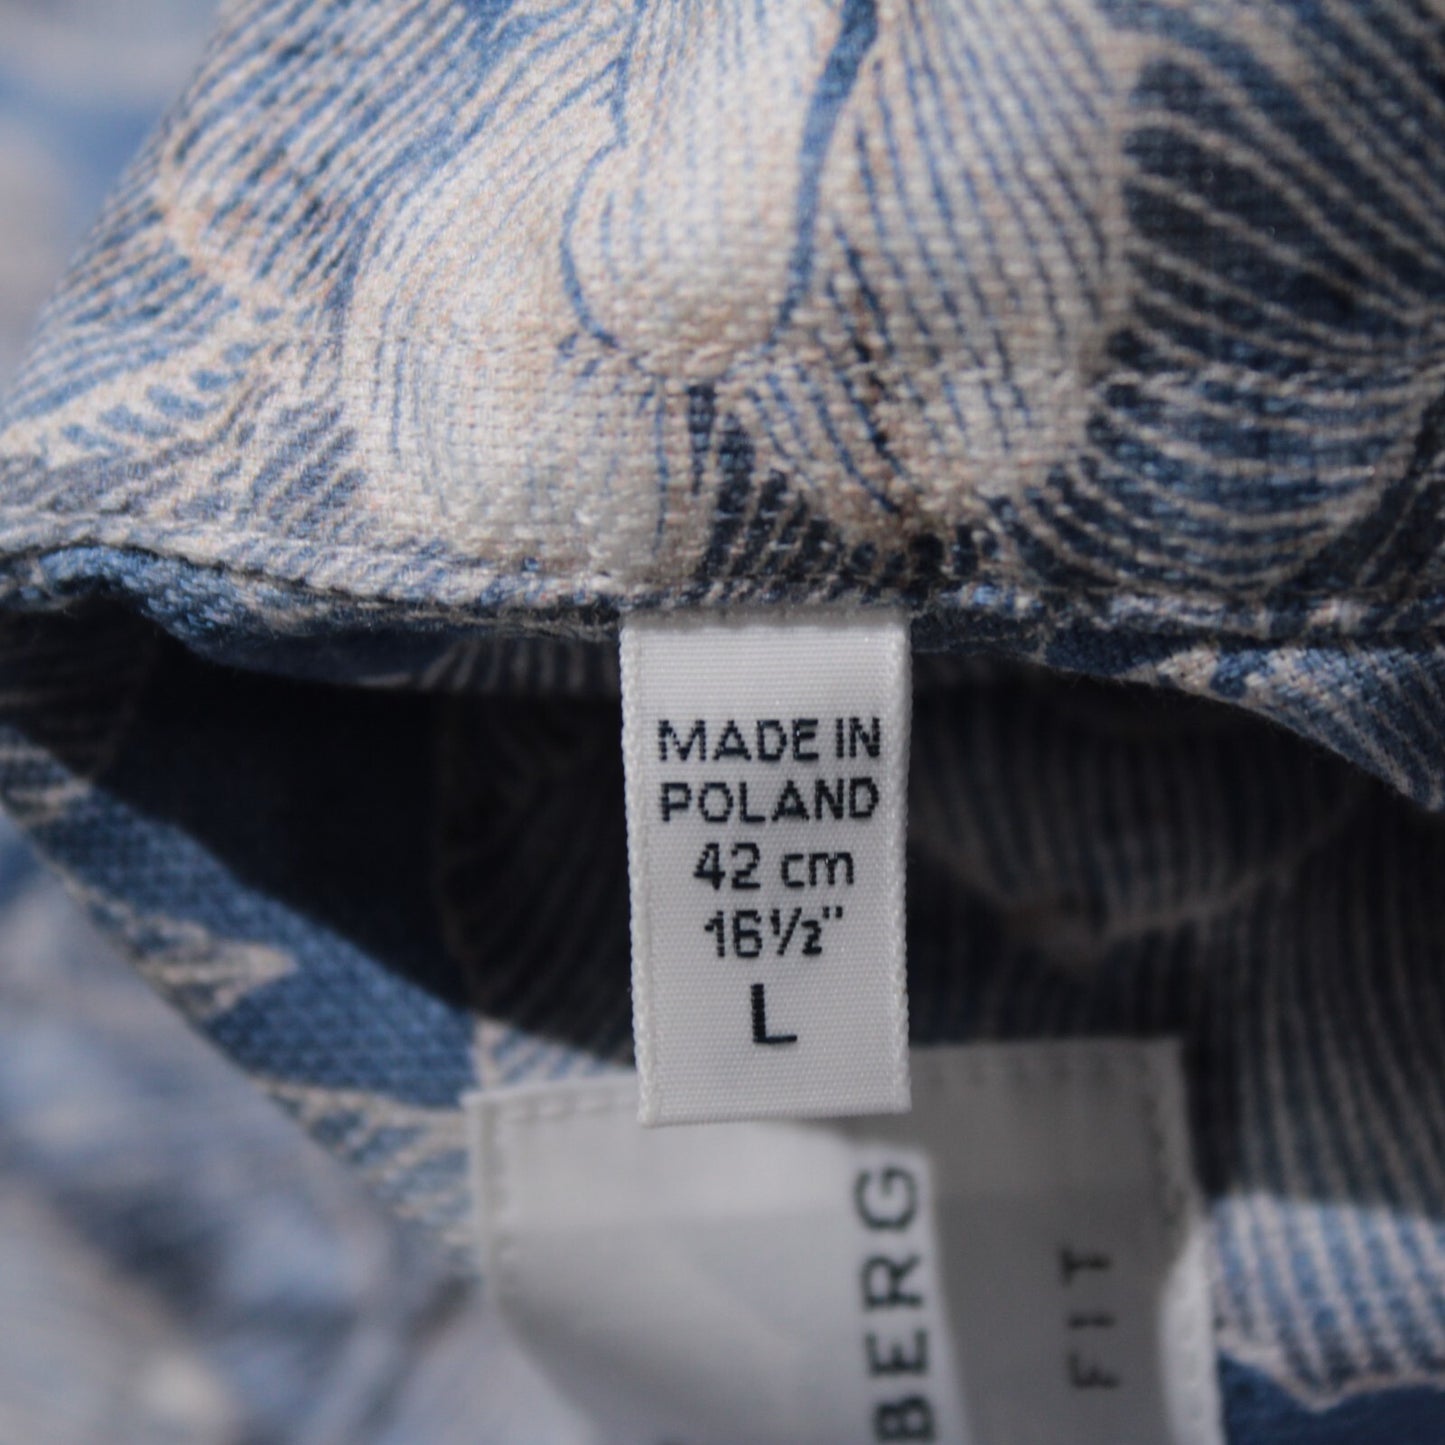 MADE IN
POLAND
42 cm
16½"
L
BERG
FIT